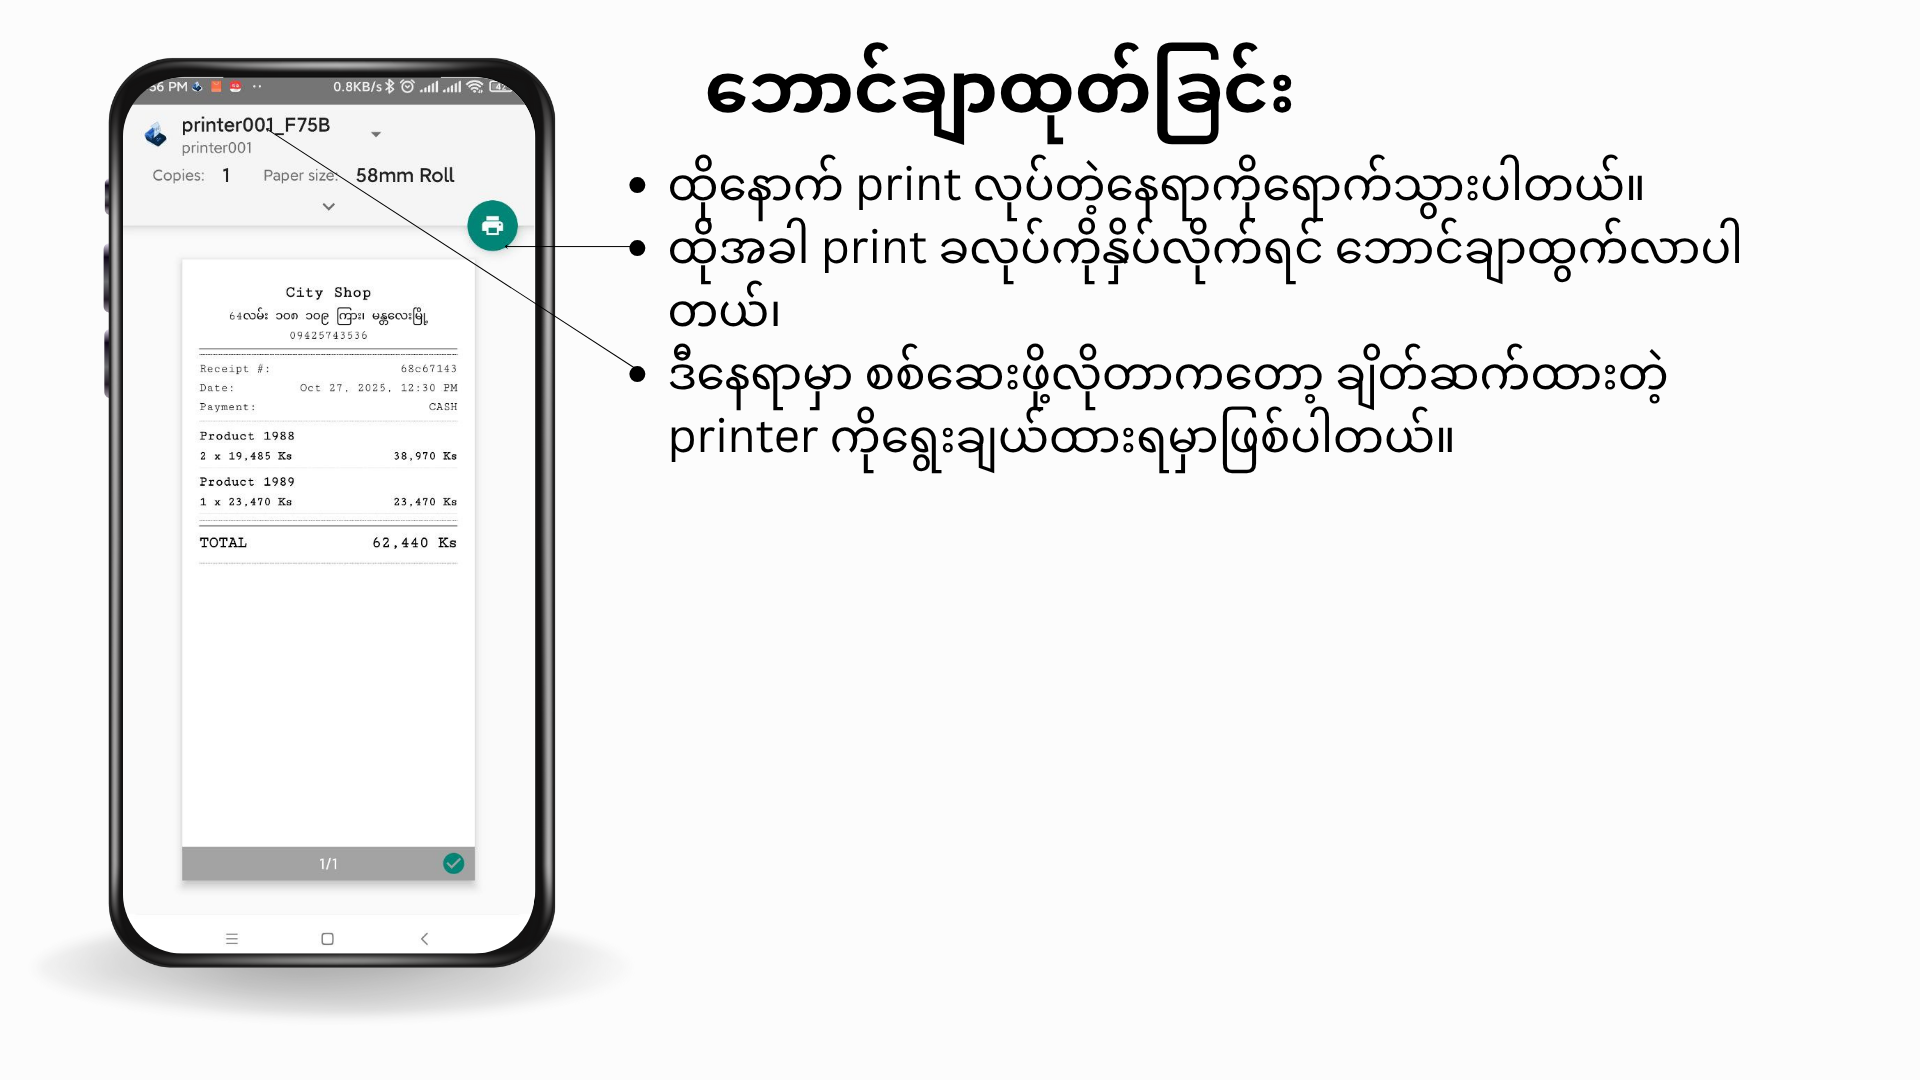 ဘောင်ချာထုတ်ခြင်း
56 PM
0.8KB/s
printer001_F75B
printer001
Copies: 1 Paper size: 58mm Roll
City Shop
64လမ်း ၁၀၈ ၁၀၉ ကြား၊ မန္တလေးမြို့
09425743536
Receipt #: 68c67143
Date: Oct 27, 2025, 12:30 PM
Payment: CASH
Product 1988
2 x 19,485 Ks 38,970 Ks
Product 1989
1 x 23,470 Ks 23,470 Ks
TOTAL 62,440 Ks
1/1
• ထို့နောက် print လုပ်တဲ့နေရာကိုရောက်သွားပါတယ်။
• ထိုအခါ print ခလုပ်ကိုနှိပ်လိုက်ရင် ဘောင်ချာထွက်လာပါ
တယ်၊
• ဒီနေရာမှာ စစ်ဆေးဖို့လိုတာကတော့ ချိတ်ဆက်ထားတဲ့
printer ကိုရွေးချယ်ထားရမှာဖြစ်ပါတယ်။